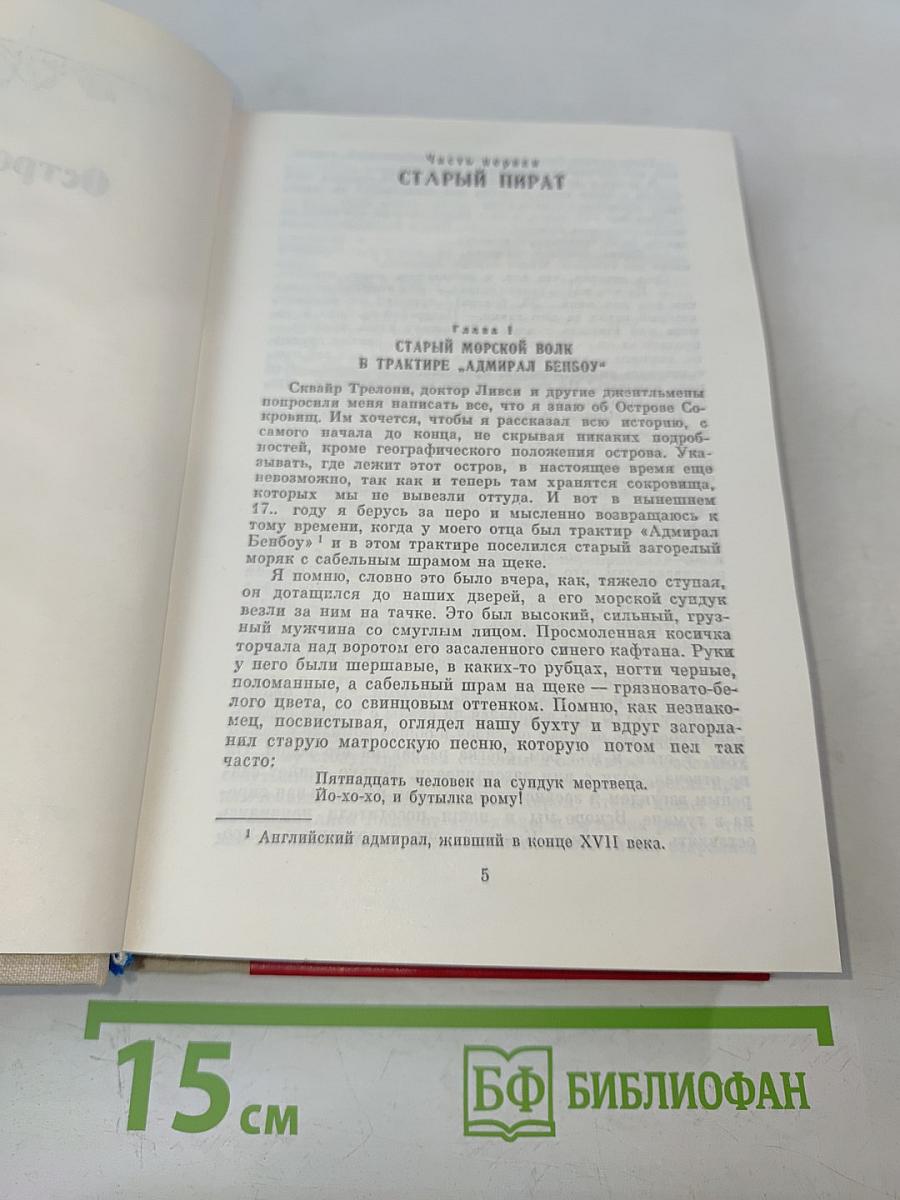 Остро
Часть первая
СТАРЫЙ ПИРАТ
Глава 1
СТАРЫЙ МОРСКОЙ ВОЛК
В ТРАКТИРЕ „АДМИРАЛ БЕНБОУ“
Сквайр Трелони, доктор Ливси и другие джентльмены
попросили меня написать все, что я знаю об Острове Со-
кровищ. Им хочется, чтобы я рассказал всю историю, с
самого начала до конца, не скрывая никаких подроб-
ностей, кроме географического положения острова. Ука-
зывать, где лежит этот остров, в настоящее время еще
невозможно, так как и теперь там хранятся сокровища,
которых мы не вывезли оттуда. И вот в нынешнем
17.. году я берусь за перо и мысленно возвращаюсь к
тому времени, когда у моего отца был трактир «Адмирал
Бенбоу» ¹ и в этом трактире поселился старый загорелый
моряк с сабельным шрамом на щеке.
Я помню, словно это было вчера, как, тяжело ступая,
он дотащился до наших дверей, а его морской сундук
везли за ним на тачке. Это был высокий, сильный, груз-
ный мужчина со смуглым лицом. Просмоленная косичка
торчала над воротом его засаленного синего кафтана. Руки
у него были шершавые, в каких-то рубцах, ногти черные,
поломанные, а сабельный шрам на щеке — грязновато-бе-
лого цвета, со свинцовым оттенком. Помню, как незнако-
мец, посвистывая, оглядел нашу бухту и вдруг загорла-
нил старую матросскую песню, которую потом пел так
часто:
Пятнадцать человек на сундук мертвеца.
Йо-хо-хо, и бутылка рому!
¹ Английский адмирал, живший в конце XVII века.
5
15 см
БФ БИБЛИОФАН